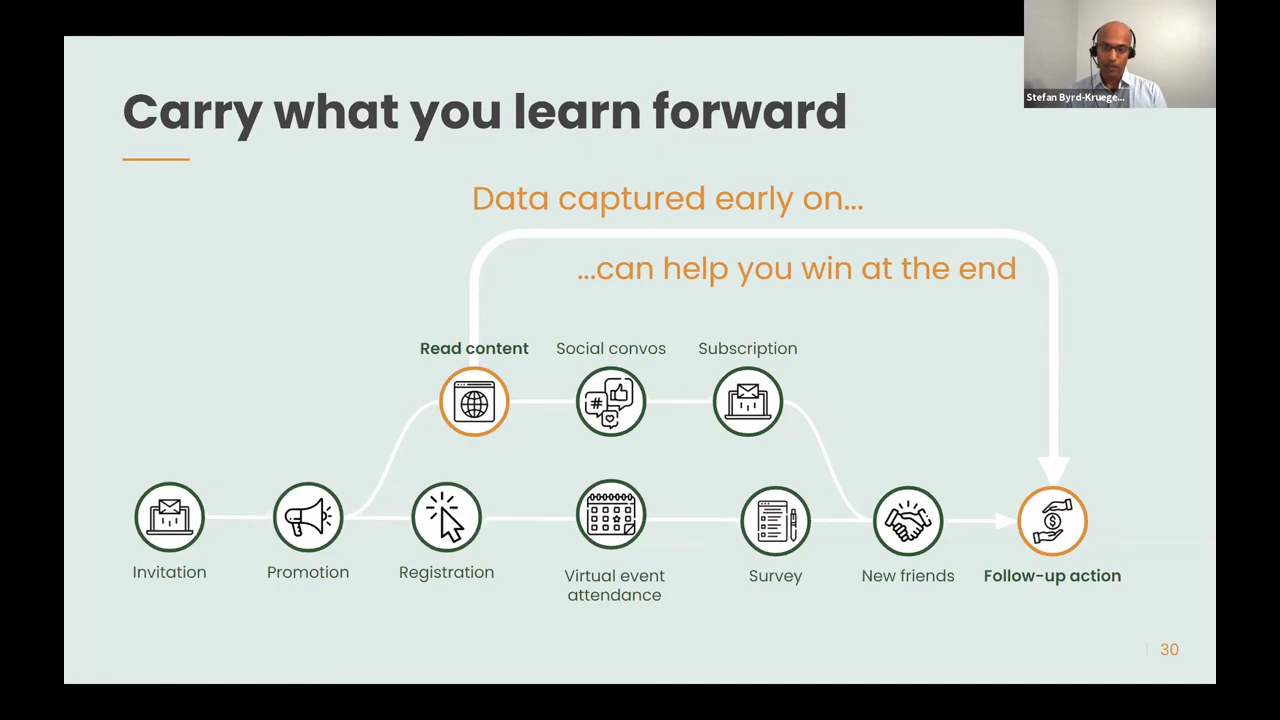 Carry what you learn forward
Stefan Byrd-Kruege...
Data captured early on...
...can help you win at the end
Read content
Social convos
Subscription
#
$
Invitation
Promotion
Registration
Virtual event
attendance
Survey
New friends
Follow-up action
30